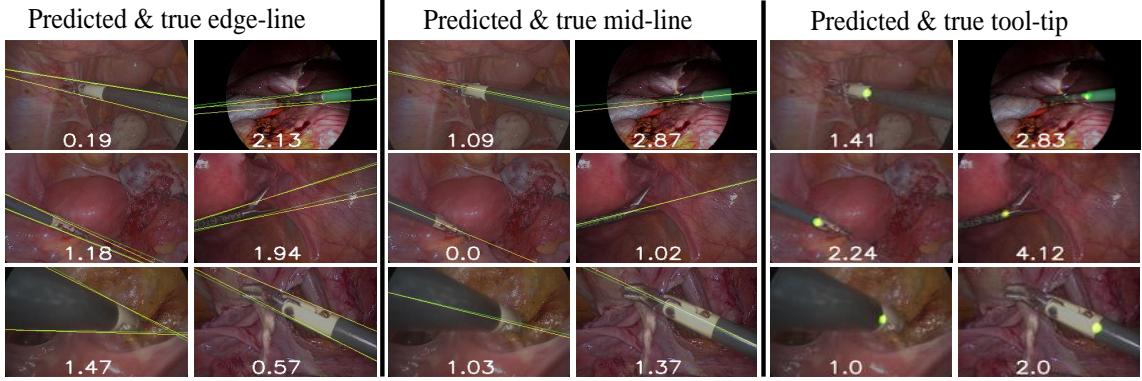 Predicted & true edge-line
Predicted & true mid-line
Predicted & true tool-tip
0.19 2.13 1.09 2.87 1.41 2.83
1.18 1.94 0.0 1.02 2.24 4.12
1.47 0.57 1.03 1.37 1.0 2.0